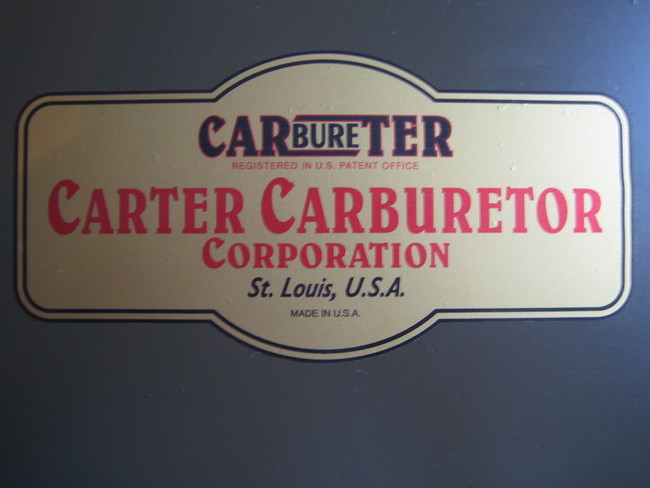 CARBURETER
REGISTERED IN U.S. PATENT OFFICE
CARTER CARBURETOR
CORPORATION
St. Louis, U.S.A.
MADE IN U.S.A.